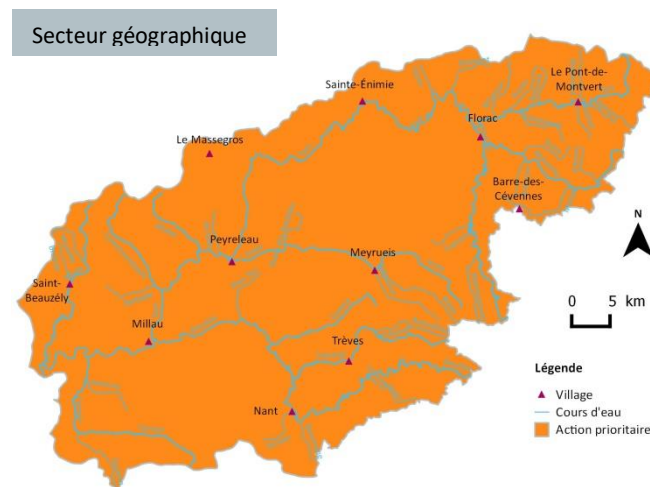 Secteur géographique
Sainte-Énimie
Le Pont-de-
Montvert
Florac
Le Massegros
Barre-des-
Cévennes
Peyreleau
Meyrueis
N
Saint-
Beauzély
0 5 km
Millau
Trèves
Légende
Village
Nant
Cours d'eau
Action prioritaire